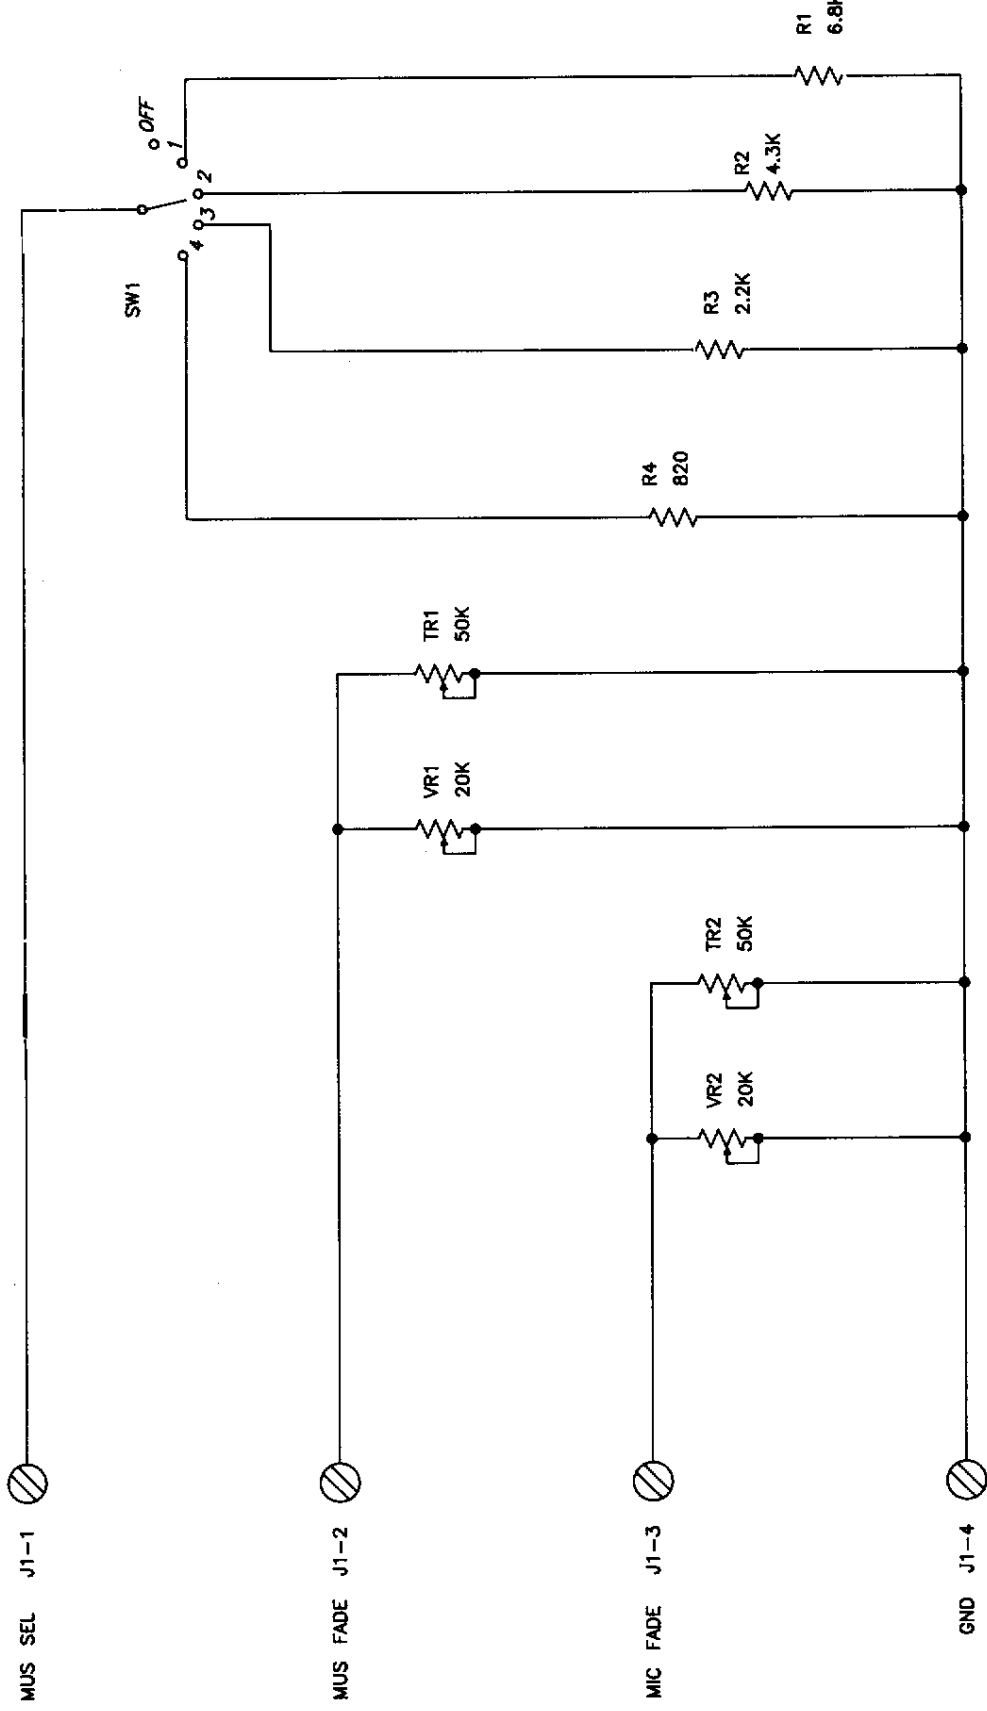 MUS SEL J1-1
MUS FADE J1-2
MIC FADE J1-3
GND J1-4
SW1
OFF
1
2
3
4
VR2
20K
TR2
50K
VR1
20K
TR1
50K
R4
820
R3
2.2K
R2
4.3K
R1